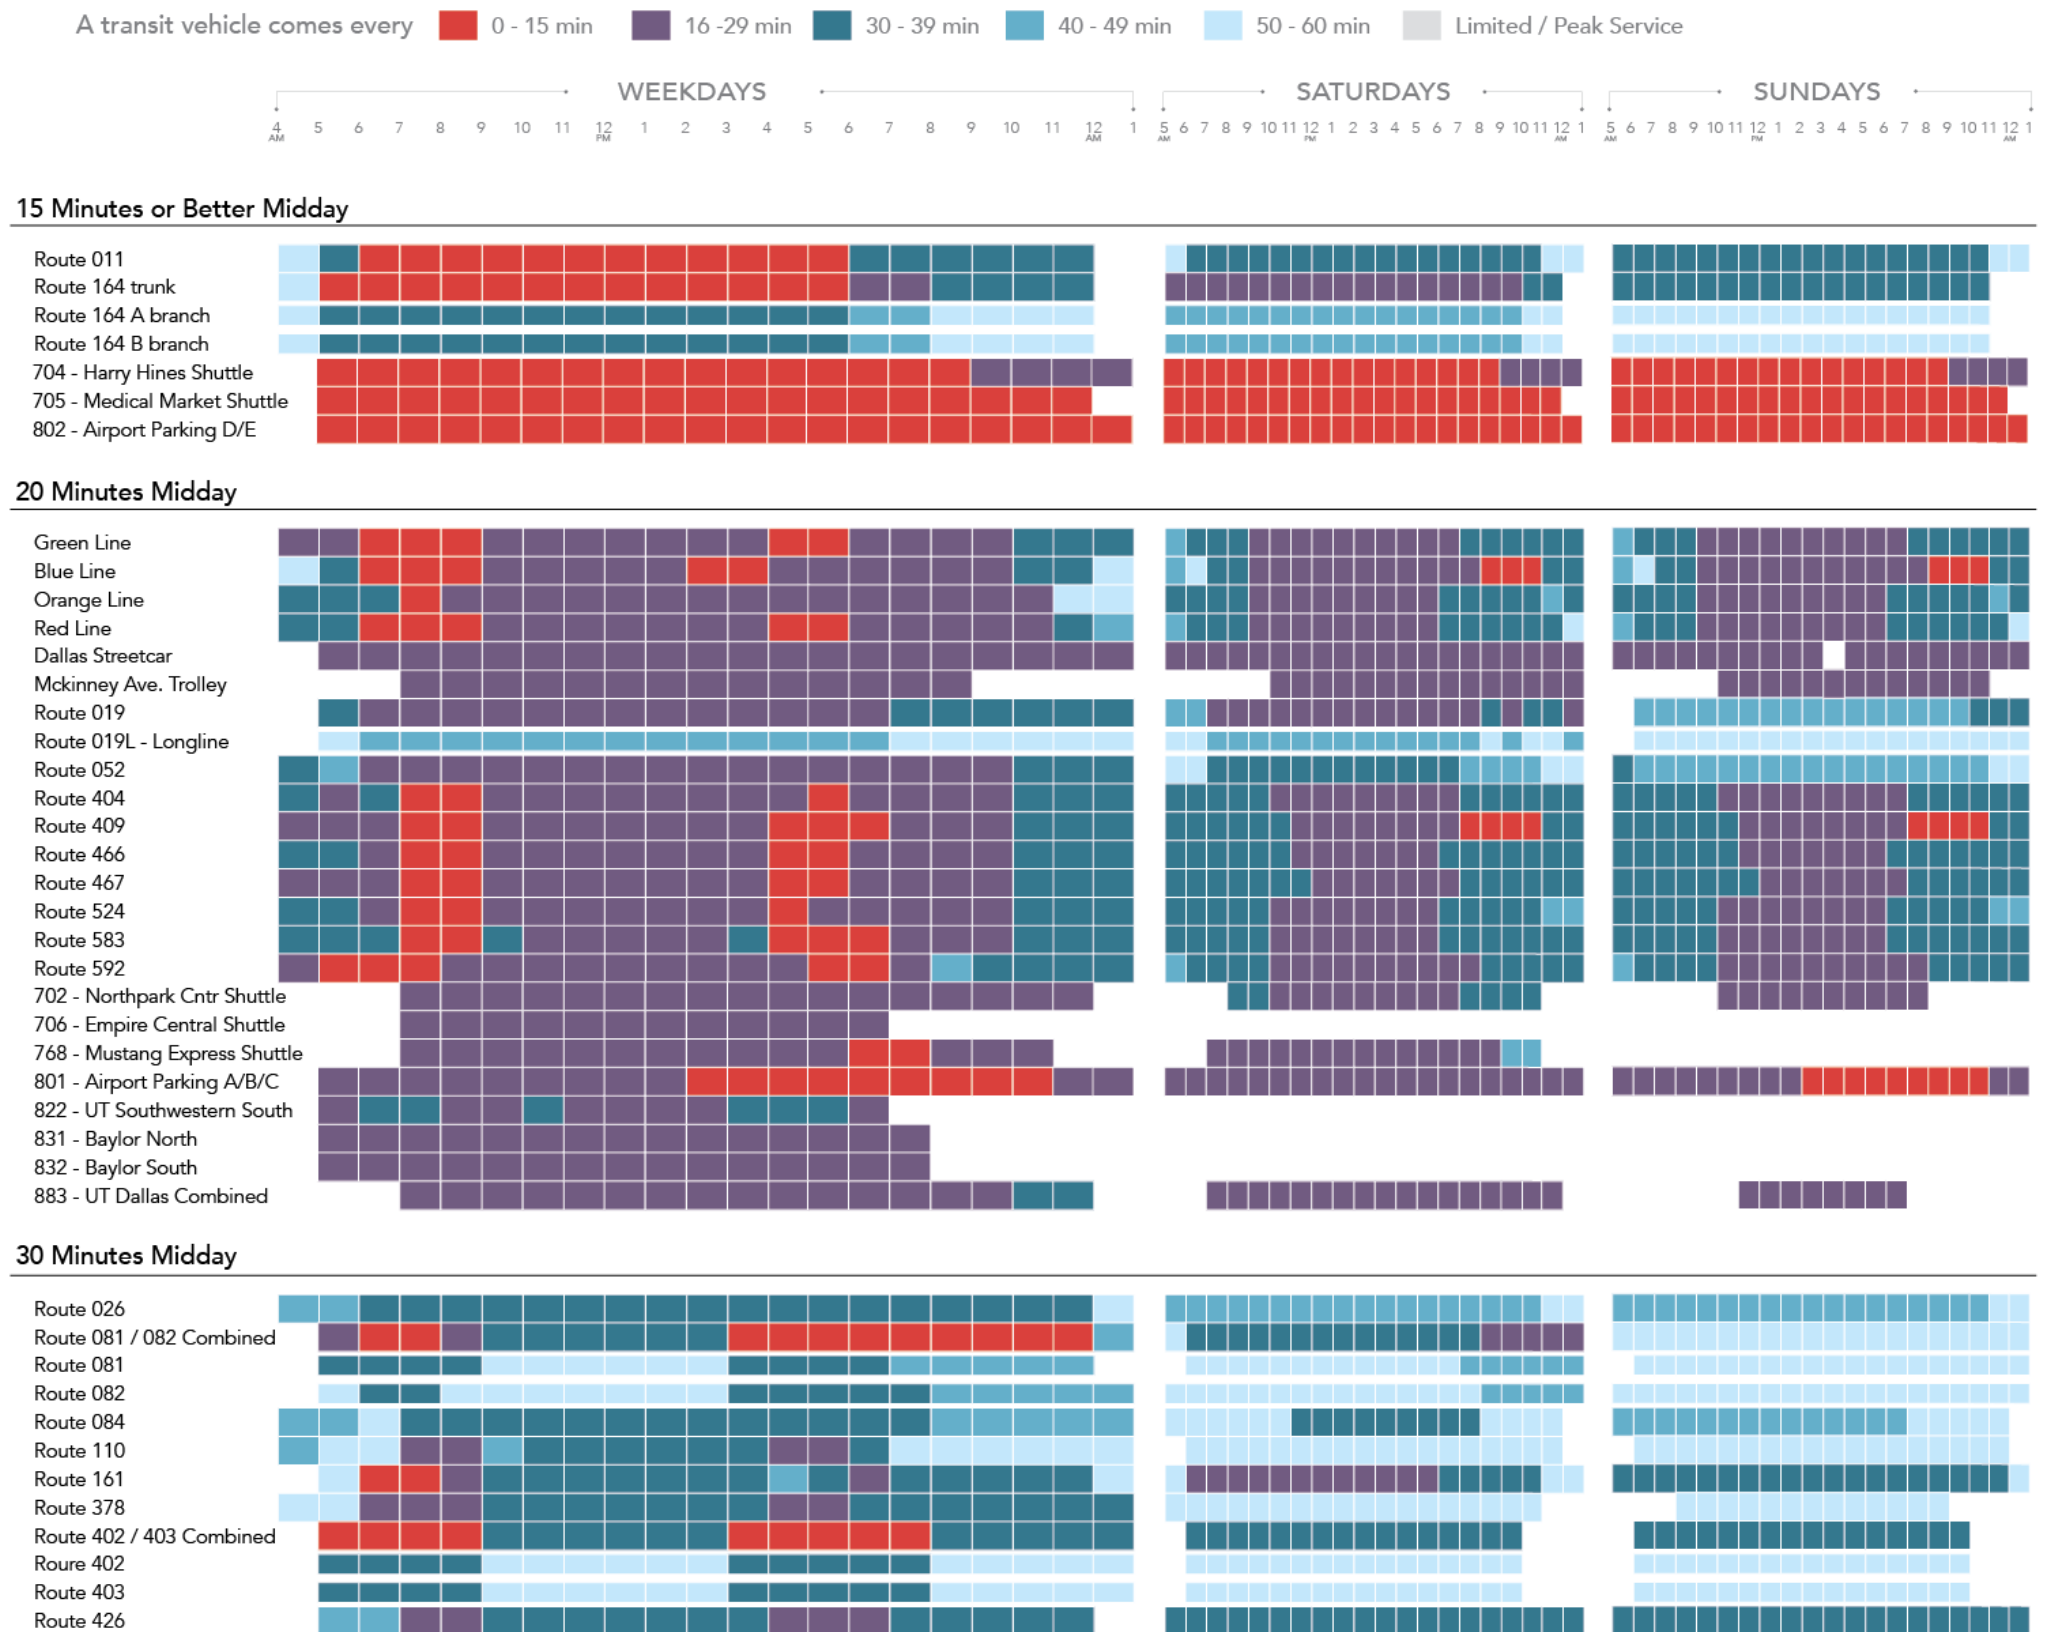 A transit vehicle comes every 0 - 15 min 16 -29 min 30 - 39 min 40 - 49 min 50 - 60 min Limited / Peak Service
WEEKDAYS SATURDAYS SUNDAYS
4 5 6 7 8 9 10 11 12 1 2 3 4 5 6 7 8 9 10 11 12 1 5 6 7 8 9 10 11 12 1 2 3 4 5 6 7 8 9 10 11 12 1 5 6 7 8 9 10 11 12 1 2 3 4 5 6 7 8 9 10 11 12 1
AM PM AM AM PM AM AM PM AM
15 Minutes or Better Midday
Route 011
Route 164 trunk
Route 164 A branch
Route 164 B branch
704 - Harry Hines Shuttle
705 - Medical Market Shuttle
802 - Airport Parking D/E
20 Minutes Midday
Green Line
Blue Line
Orange Line
Red Line
Dallas Streetcar
Mckinney Ave. Trolley
Route 019
Route 019L - Longline
Route 052
Route 404
Route 409
Route 466
Route 467
Route 524
Route 583
Route 592
702 - Northpark Cntr Shuttle
706 - Empire Central Shuttle
768 - Mustang Express Shuttle
801 - Airport Parking A/B/C
822 - UT Southwestern South
831 - Baylor North
832 - Baylor South
883 - UT Dallas Combined
30 Minutes Midday
Route 026
Route 081 / 082 Combined
Route 081
Route 082
Route 084
Route 110
Route 161
Route 378
Route 402 / 403 Combined
Roure 402
Route 403
Route 426